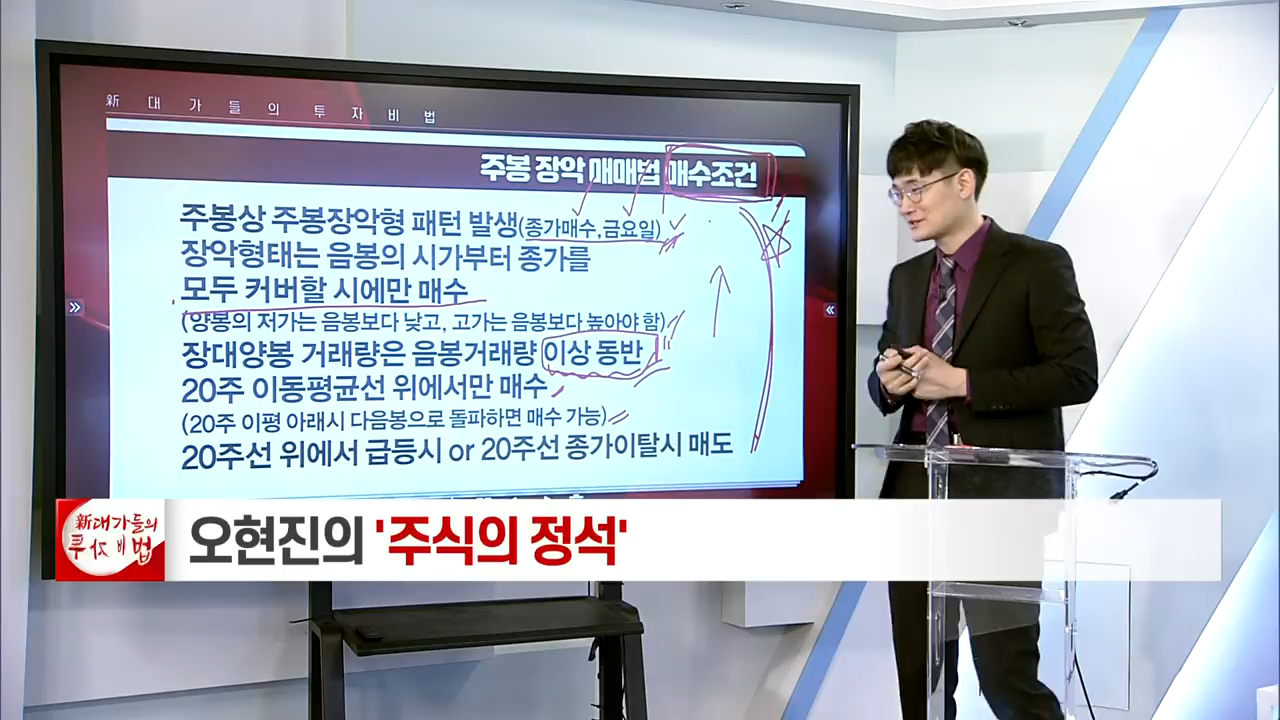 新 대 가 들 의 투 자 비 법
주봉 장악 매매법 매수조건
주봉상 주봉장악형 패턴 발생(종가매수,금요일)
장악형태는 음봉의 시가부터 종가를
모두 커버할 시에만 매수
(양봉의 저가는 음봉보다 낮고, 고가는 음봉보다 높아야 함)
장대양봉 거래량은 음봉거래량 이상 동반
20주 이동평균선 위에서만 매수
(20주 이평 아래시 다음봉으로 돌파하면 매수 가능)
20주선 위에서 급등시 or 20주선 종가이탈시 매도
新대가들의
투자비법
오현진의 '주식의 정석'